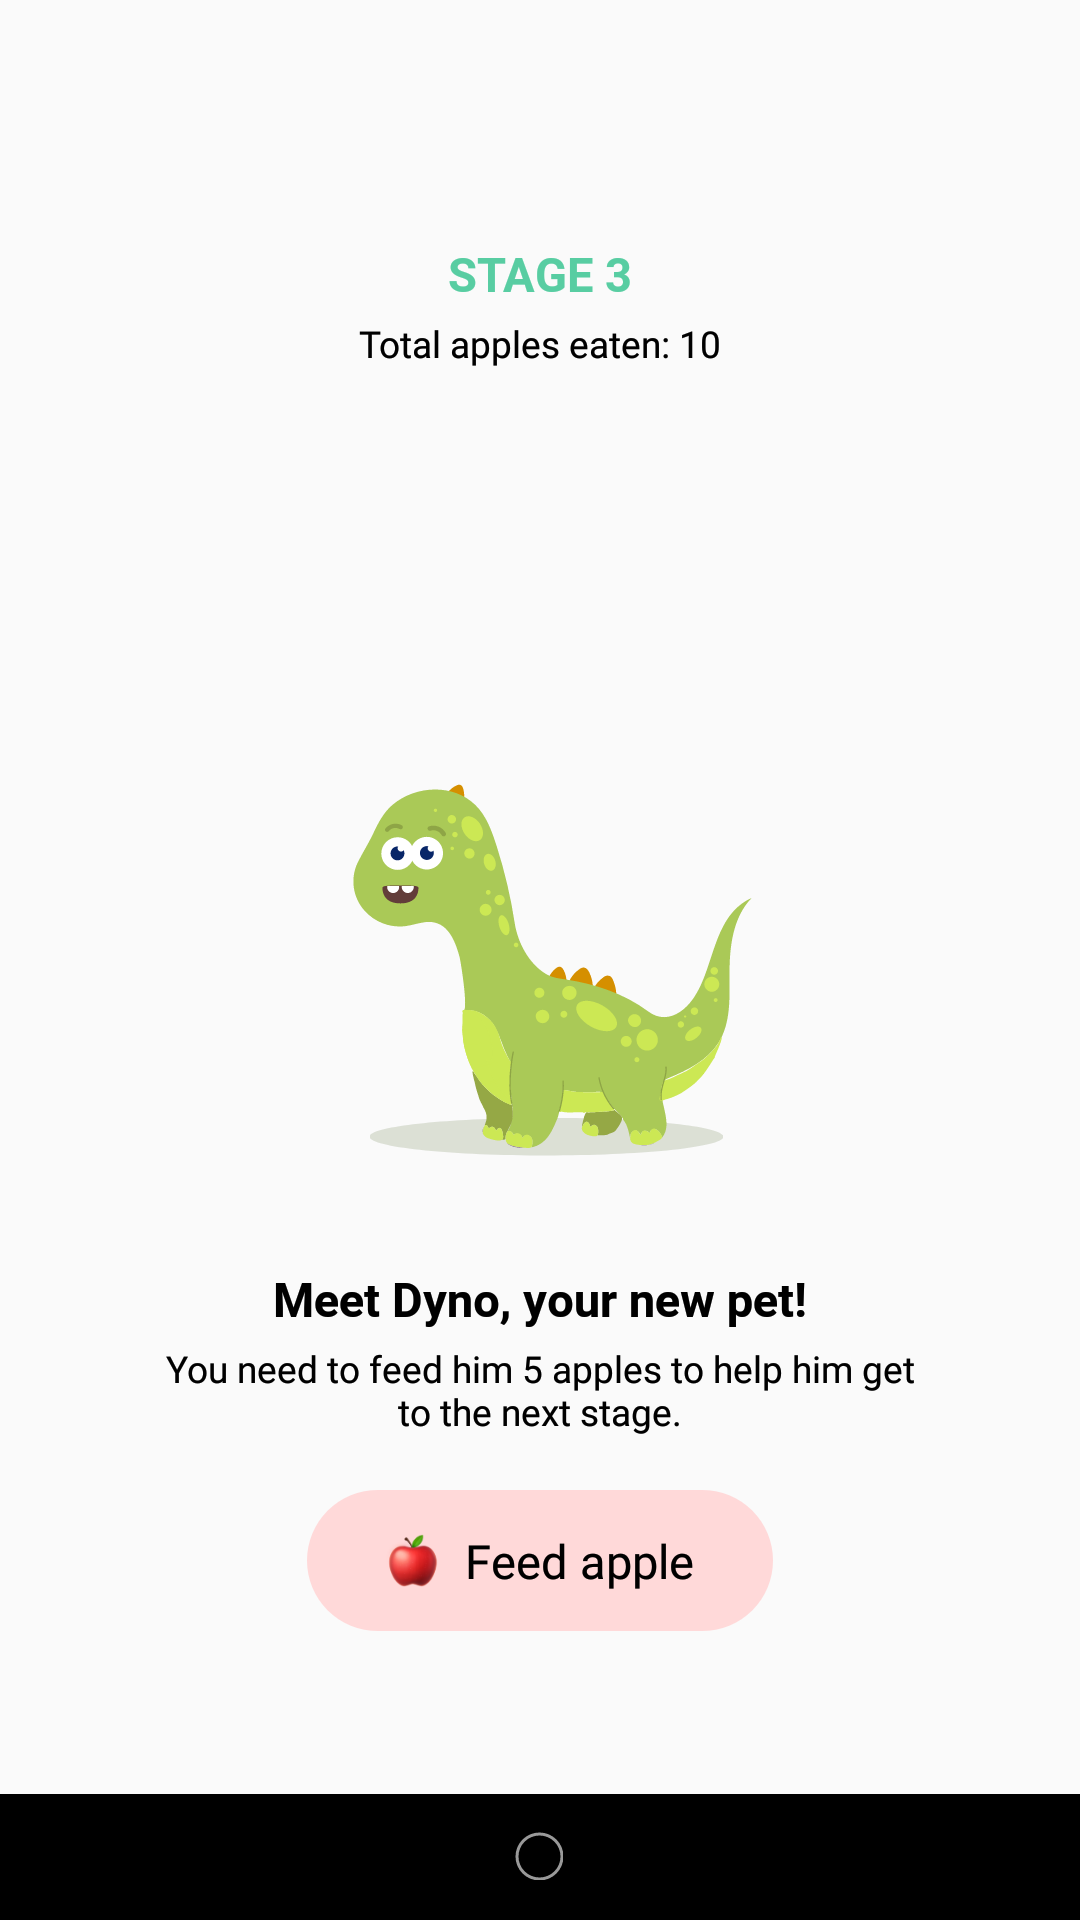 STAGE 3
Total apples eaten: 10
Meet Dyno, your new pet!
You need to feed him 5 apples to help him get
to the next stage.
Feed apple